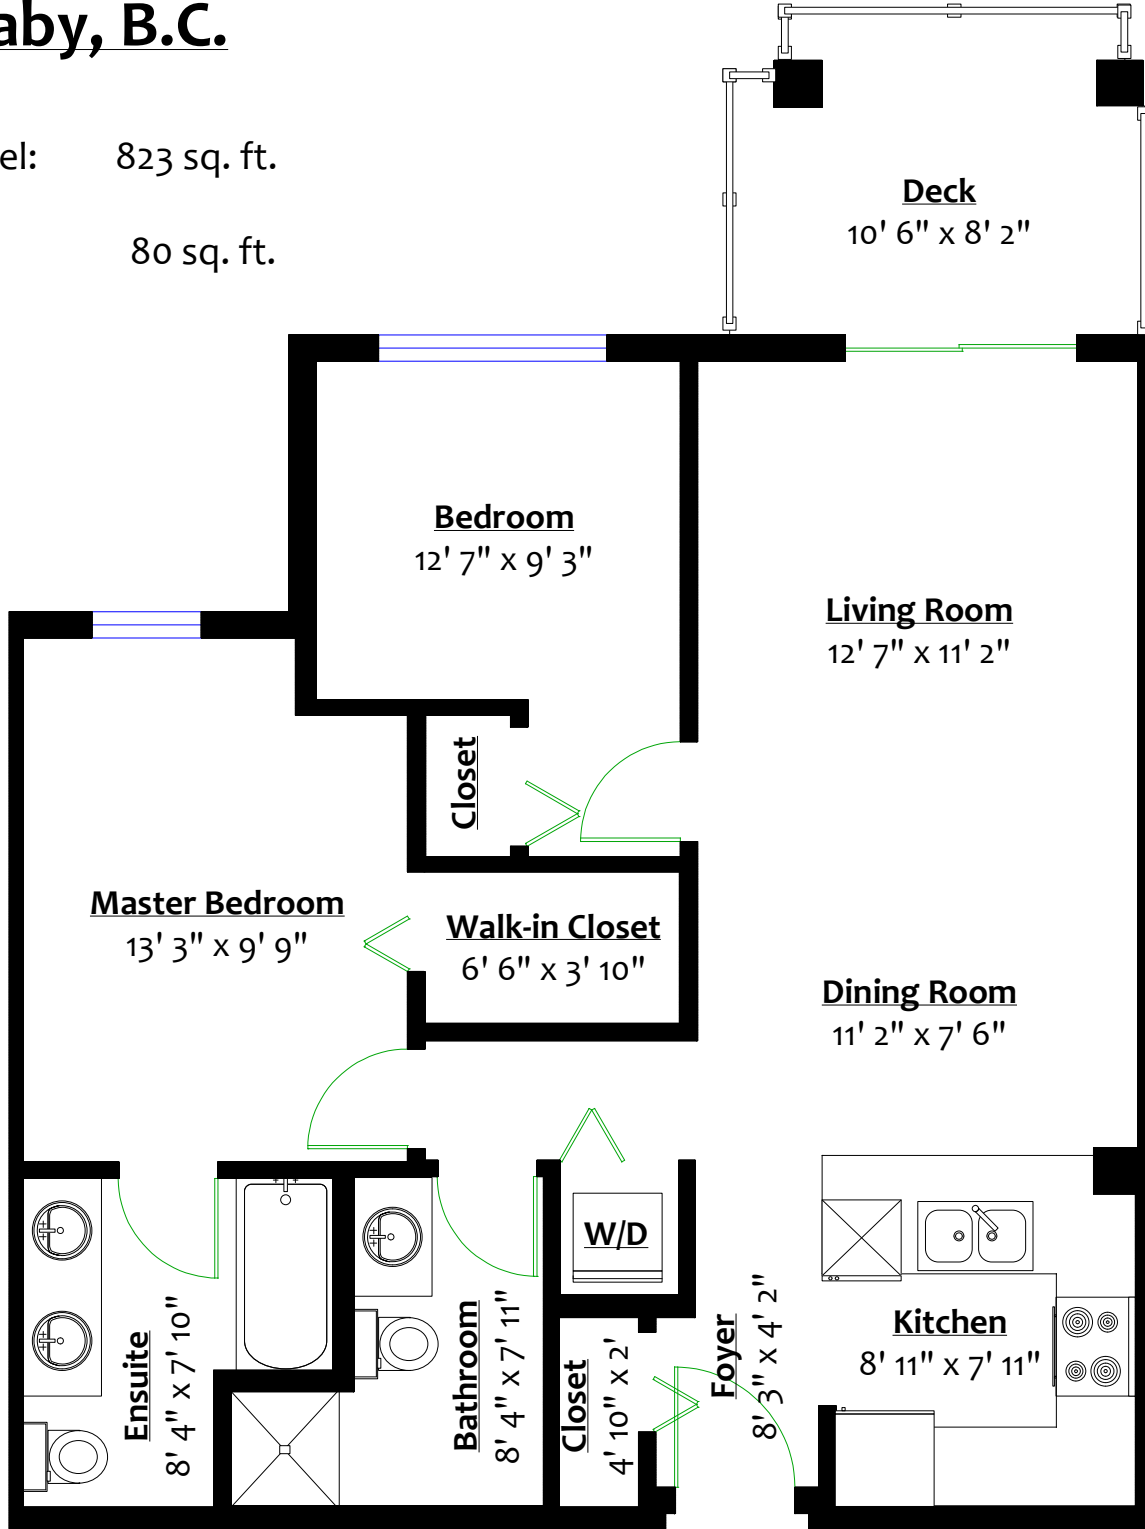 aby, B.C.
el: 823 sq. ft.
80 sq. ft.
Deck
10' 6" x 8' 2"
Bedroom
12' 7" x 9' 3"
Living Room
12' 7" x 11' 2"
Closet
Master Bedroom
13' 3" x 9' 9"
Walk-in Closet
6' 6" x 3' 10"
Dining Room
11' 2" x 7' 6"
W/D
Kitchen
8' 11" x 7' 11"
Ensuite
8' 4" x 7' 10"
Bathroom
8' 4" x 7' 11"
Closet
4' 10" x 2'
Foyer
8' 3" x 4' 2"